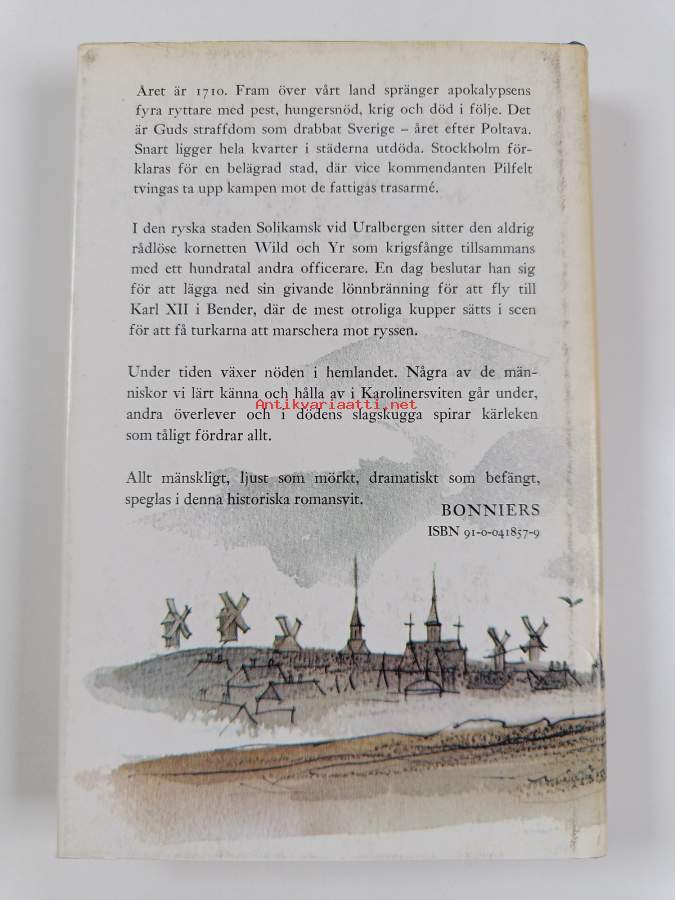 Året är 1710. Fram över vårt land spränger apokalypsens
fyra ryttare med pest, hungersnöd, krig och död i följe. Det
är Guds straffdom som drabbat Sverige – året efter Poltava.
Snart ligger hela kvarter i städerna utdöda. Stockholm för-
klaras för en belägrad stad, där vice kommendanten Pilfelt
tvingas ta upp kampen mot de fattigas trasarmé.
I den ryska staden Solikamsk vid Uralbergen sitter den aldrig
rådlöse kornetten Wild och Yr som krigsfånge tillsammans
med ett hundratal andra officerare. En dag beslutar han sig
för att lägga ned sin givande lönnbränning för att fly till
Karl XII i Bender, där de mest otroliga kupper sätts i scen
för att få turkarna att marschera mot ryssen.
Under tiden växer nöden i hemlandet. Några av de män-
niskor vi lärt känna och hålla av i Karolinersviten går under,
Antikvariaatti.net
andra överlever och i dödens slagskugga spirar kärleken
som tåligt fördrar allt.
Allt mänskligt, ljust som mörkt, dramatiskt som befängt,
speglas i denna historiska romansvit.
BONNIERS
ISBN 91-0-041857-9